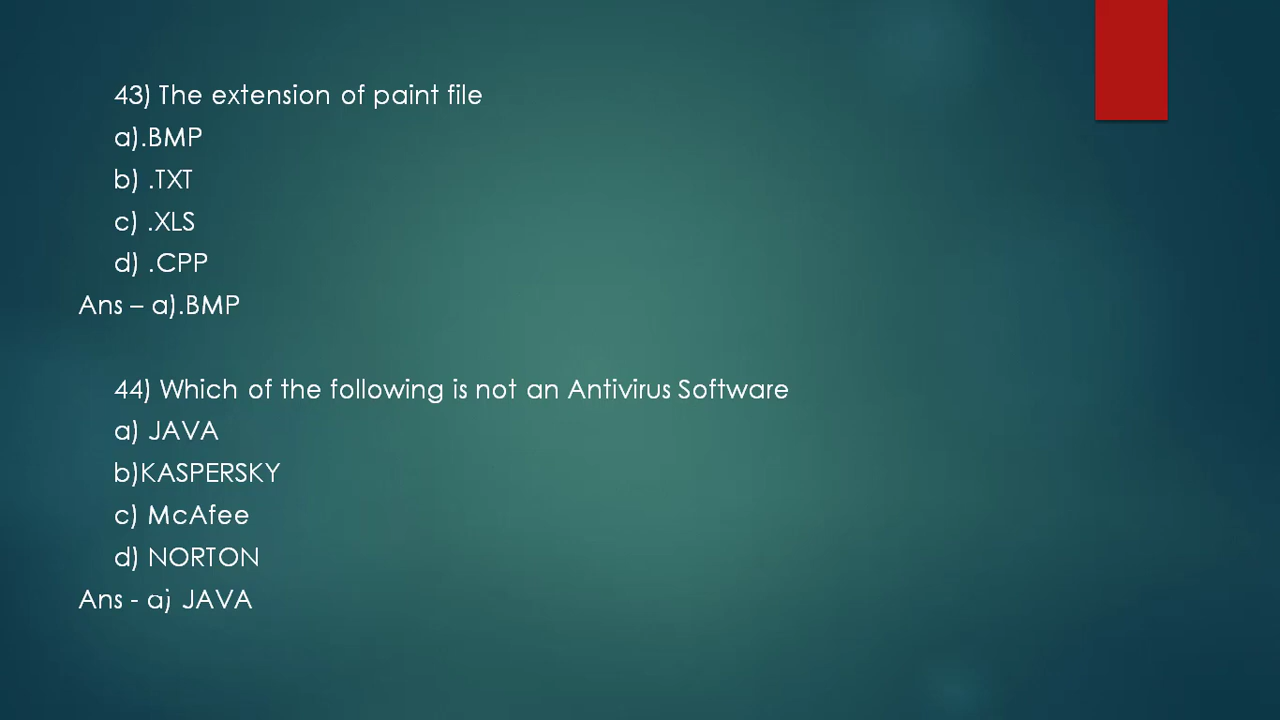 43) The extension of paint file
a).BMP
b) .TXT
c) .XLS
d) .CPP
Ans – a).BMP
44) Which of the following is not an Antivirus Software
a) JAVA
b)KASPERSKY
c) McAfee
d) NORTON
Ans - a) JAVA